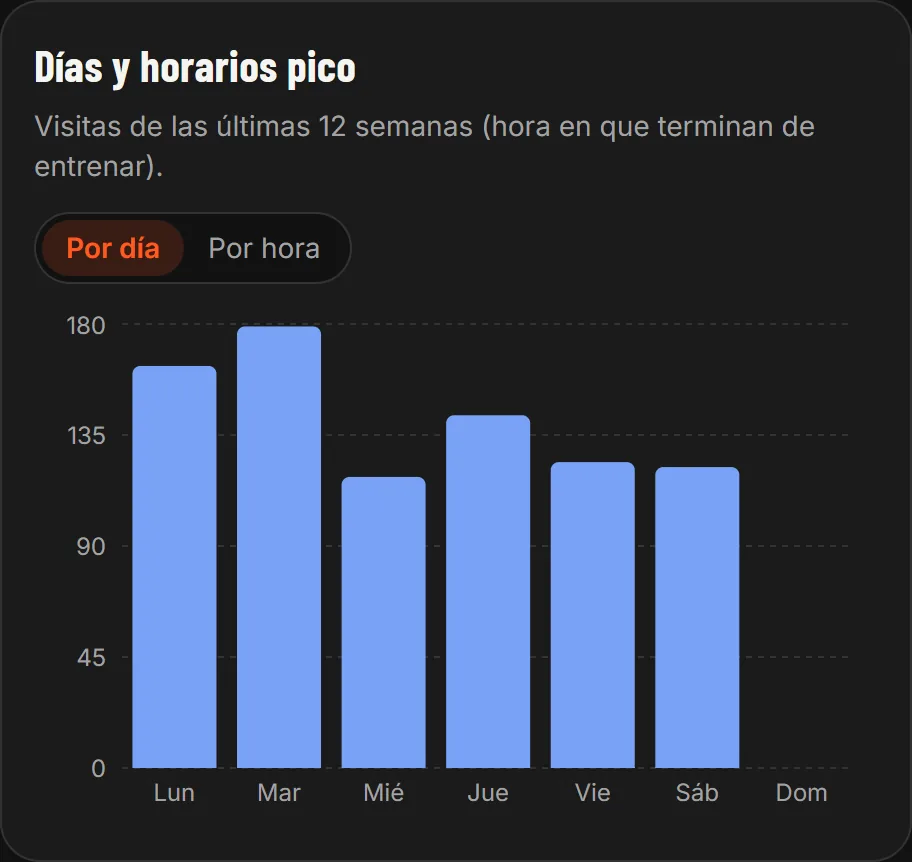 Días y horarios pico
Visitas de las últimas 12 semanas (hora en que terminan de
entrenar).
Por día Por hora
180
135
90
45
0
Lun Mar Mié Jue Vie Sáb Dom